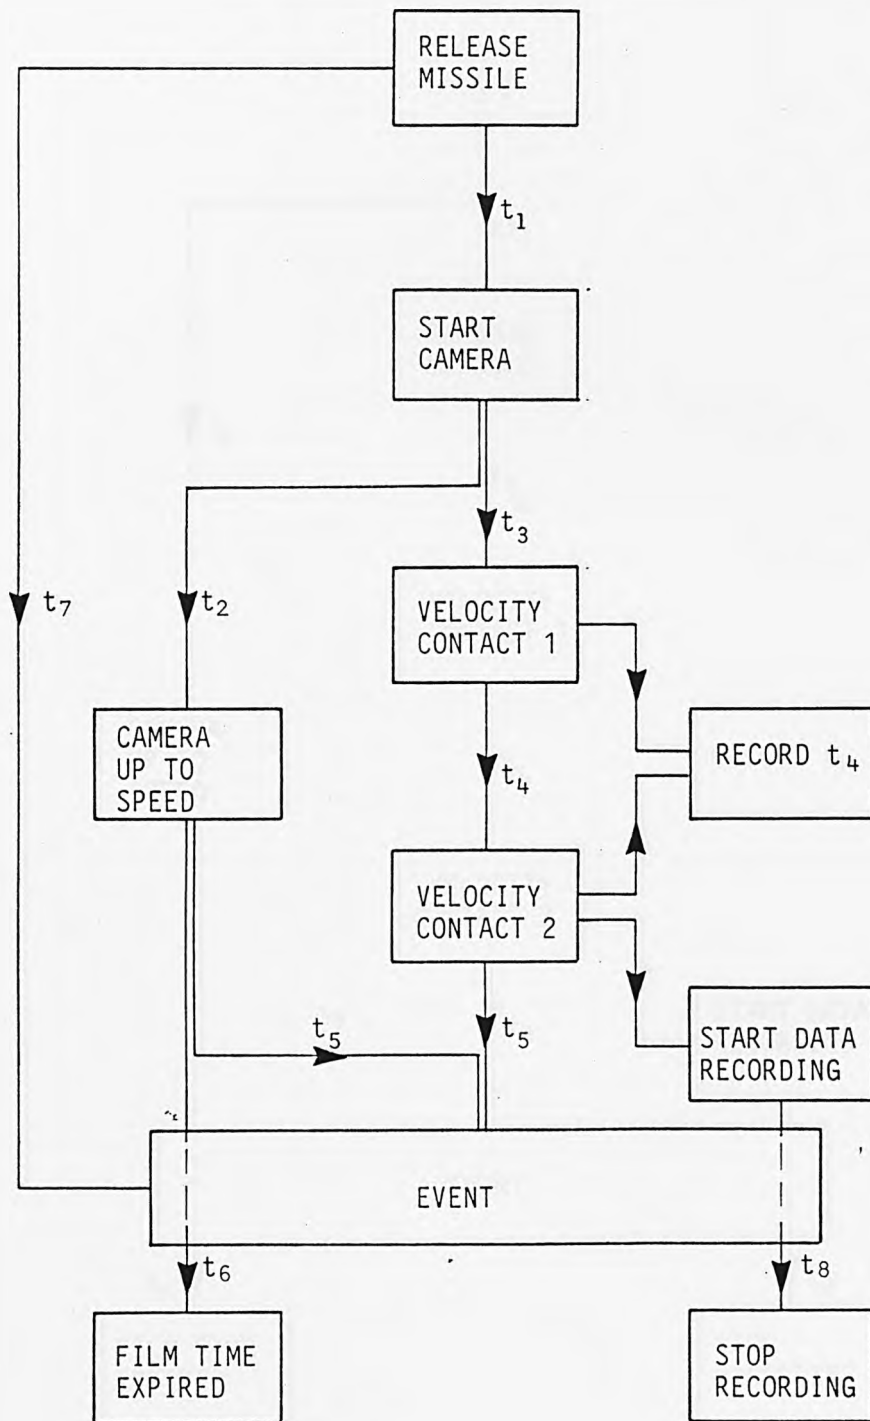 RELEASE
MISSILE
t1
START
CAMERA
t3
t7
t2
VELOCITY
CONTACT 1
CAMERA
UP TO
SPEED
RECORD t4
t4
VELOCITY
CONTACT 2
t5
t5
START DATA
RECORDING
EVENT
t6
t8
FILM TIME
EXPIRED
STOP
RECORDING